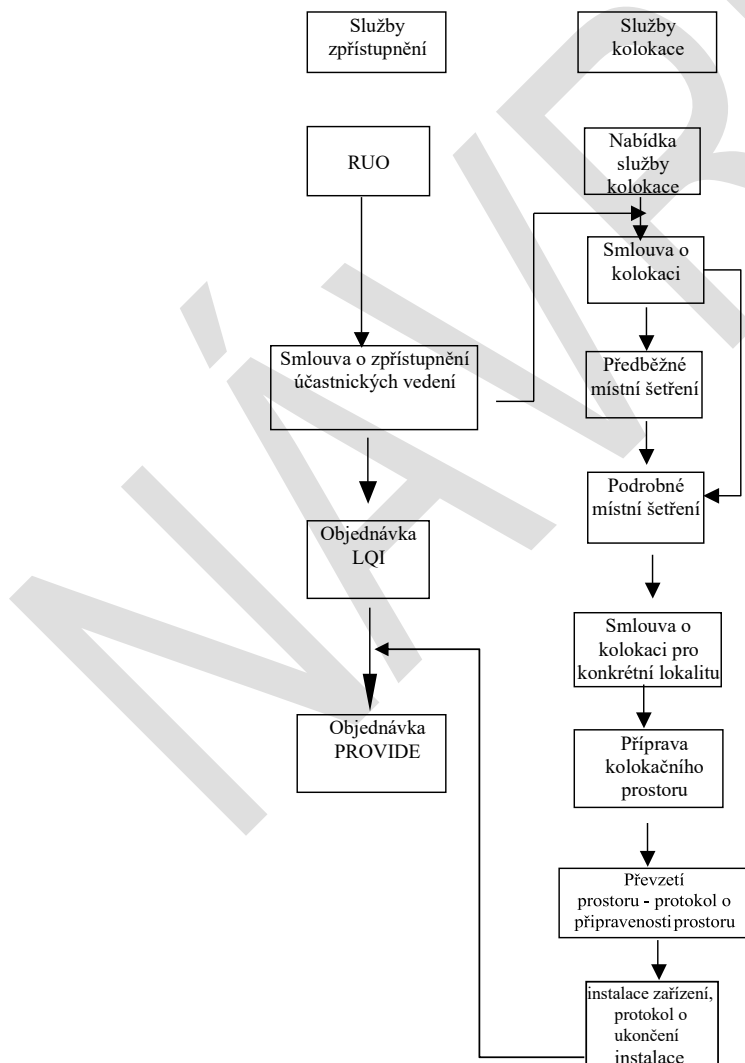 Služby
zpřístupnění
Služby
kolokace
RUO
Nabídka
služby
kolokace
Smlouva o
kolokaci
Smlouva o zpřístupnění
účastnických vedení
Předběžné
místní šetření
Podrobné
místní šetření
Objednávka
LQI
Smlouva o
kolokaci pro
konkrétní lokalitu
Objednávka
PROVIDE
Příprava
kolokačního
prostoru
Převzetí
prostoru - protokol o
připravenosti prostoru
instalace zařízení,
protokol o
ukončení
instalace
NÁVR